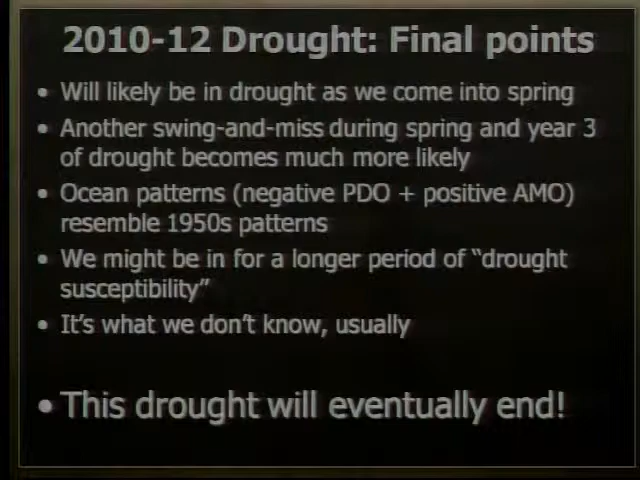 2010-12 Drought: Final points
• Will likely be in drought as we come into spring
• Another swing-and-miss during spring and year 3
of drought becomes much more likely
• Ocean patterns (negative PDO + positive AMO)
resemble 1950s patterns
• We might be in for a longer period of “drought
susceptibility”
• It’s what we don’t know, usually
• This drought will eventually end!